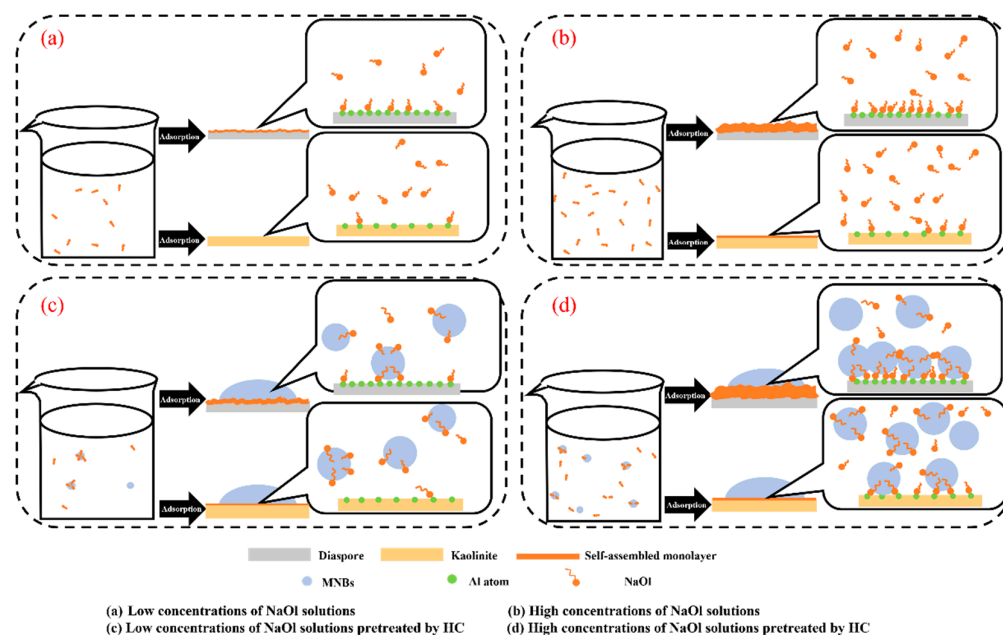 (a)
(b)
Adsorption
Adsorption
Adsorption
Adsorption
(c)
(d)
Adsorption
Adsorption
Adsorption
Adsorption
Diaspore Kaolinite Self-assembled monolayer
MNBs Al atom NaOl
(a) Low concentrations of NaOl solutions (b) High concentrations of NaOl solutions
(c) Low concentrations of NaOl solutions pretreated by HC (d) High concentrations of NaOl solutions pretreated by HC